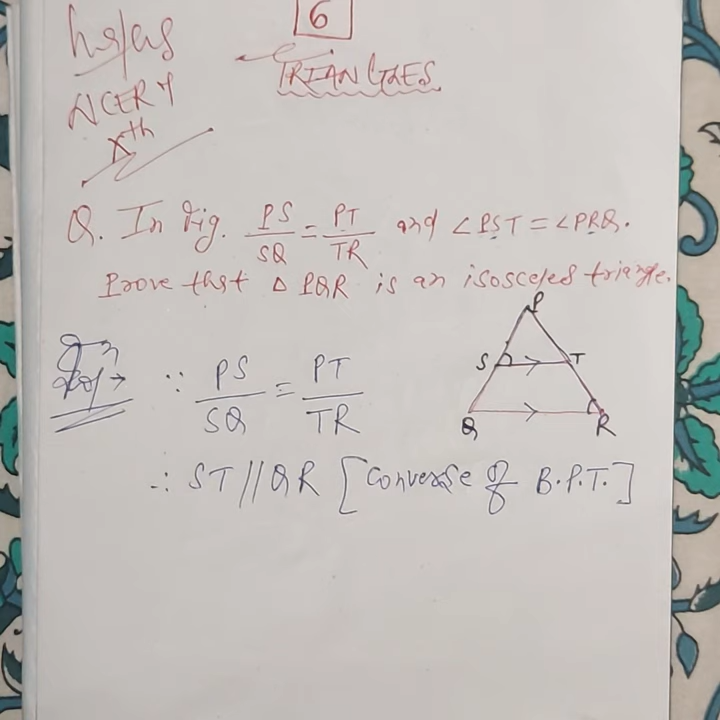 6
TRIANGLES
NCERT
Xth
Q. In Fig. PS/SQ = PT/TR and ∠PST = ∠PRQ.
Prove that △ PQR is an isosceles triangle.
P
S T
Q R
∵ PS/SQ = PT/TR
∴ ST || QR [Converse of B.P.T.]